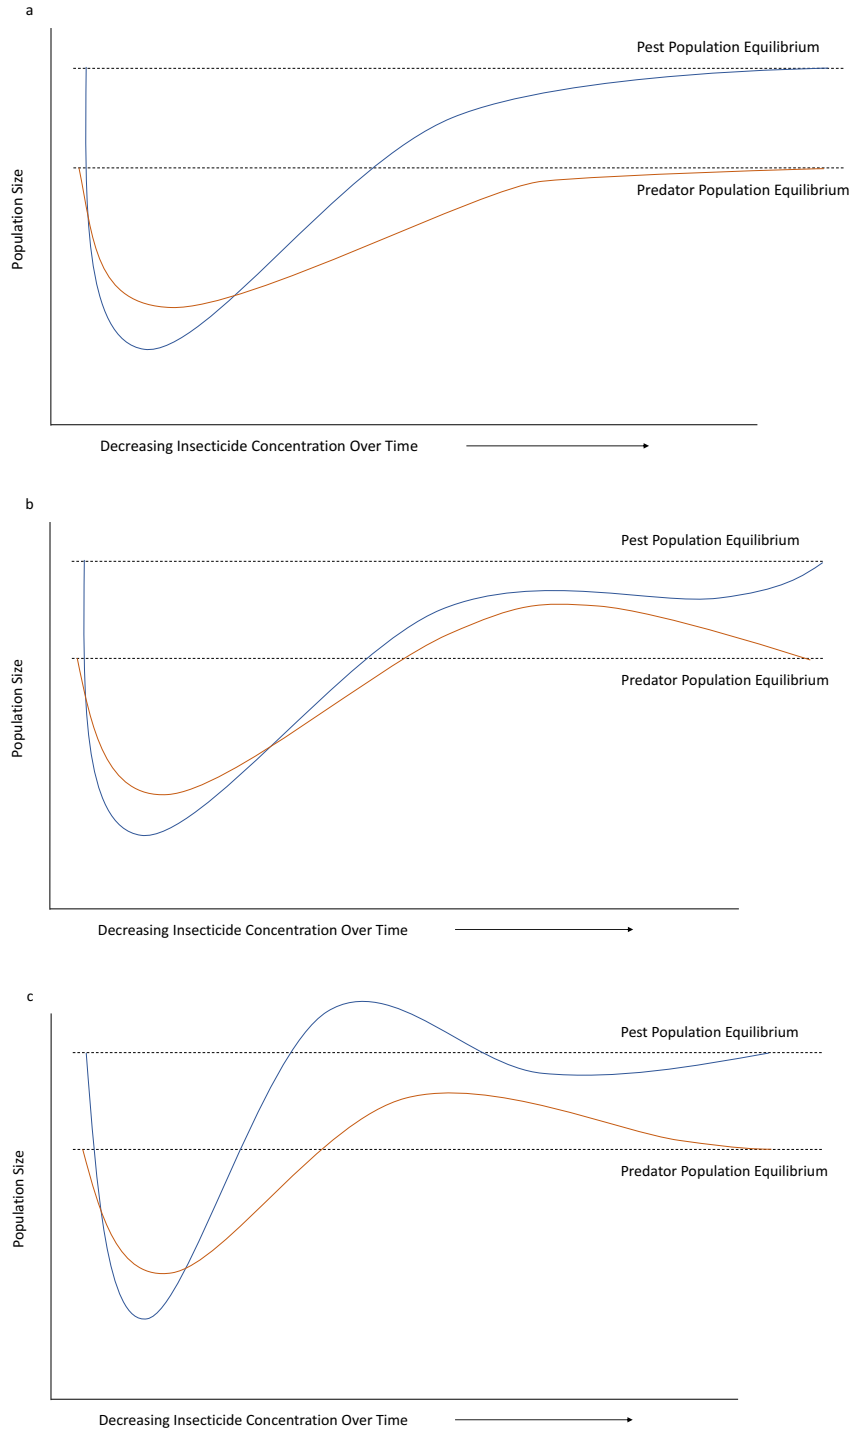 a
Pest Population Equilibrium
Predator Population Equilibrium
Population Size
Decreasing Insecticide Concentration Over Time
b
Pest Population Equilibrium
Predator Population Equilibrium
Population Size
Decreasing Insecticide Concentration Over Time
c
Pest Population Equilibrium
Predator Population Equilibrium
Population Size
Decreasing Insecticide Concentration Over Time